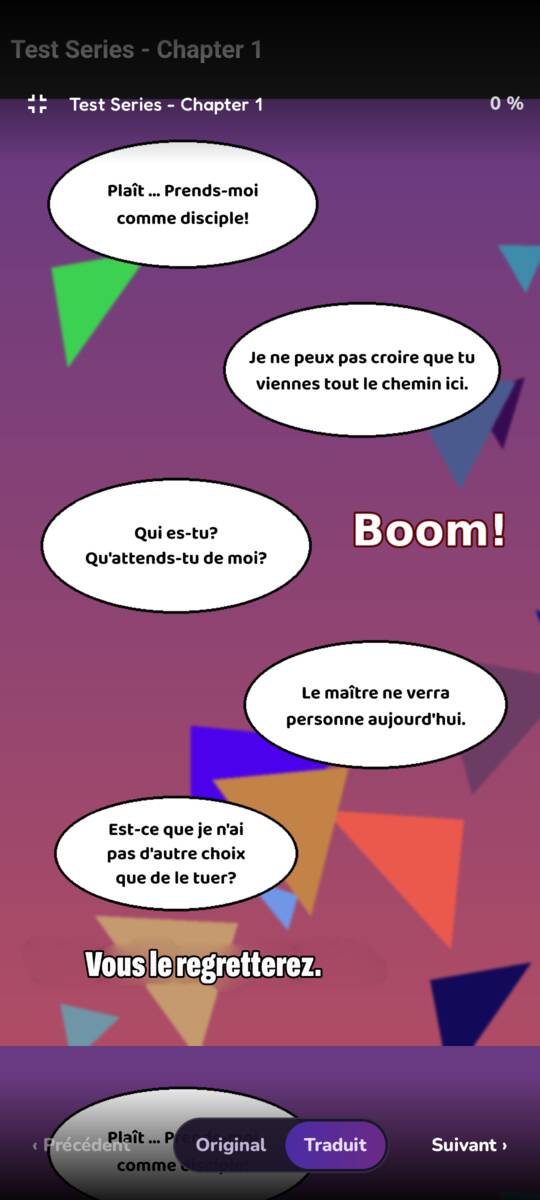 Test Series - Chapter 1
Test Series - Chapter 1
0 %
Plaît ... Prends-moi
comme disciple!
Je ne peux pas croire que tu
viennes tout le chemin ici.
Qui es-tu?
Qu'attends-tu de moi?
Boom!
Le maître ne verra
personne aujourd'hui.
Est-ce que je n'ai
pas d'autre choix
que de le tuer?
Vous le regretterez.
Plaît ...
comme
‹ Précédent
Original
Traduit
Suivant ›